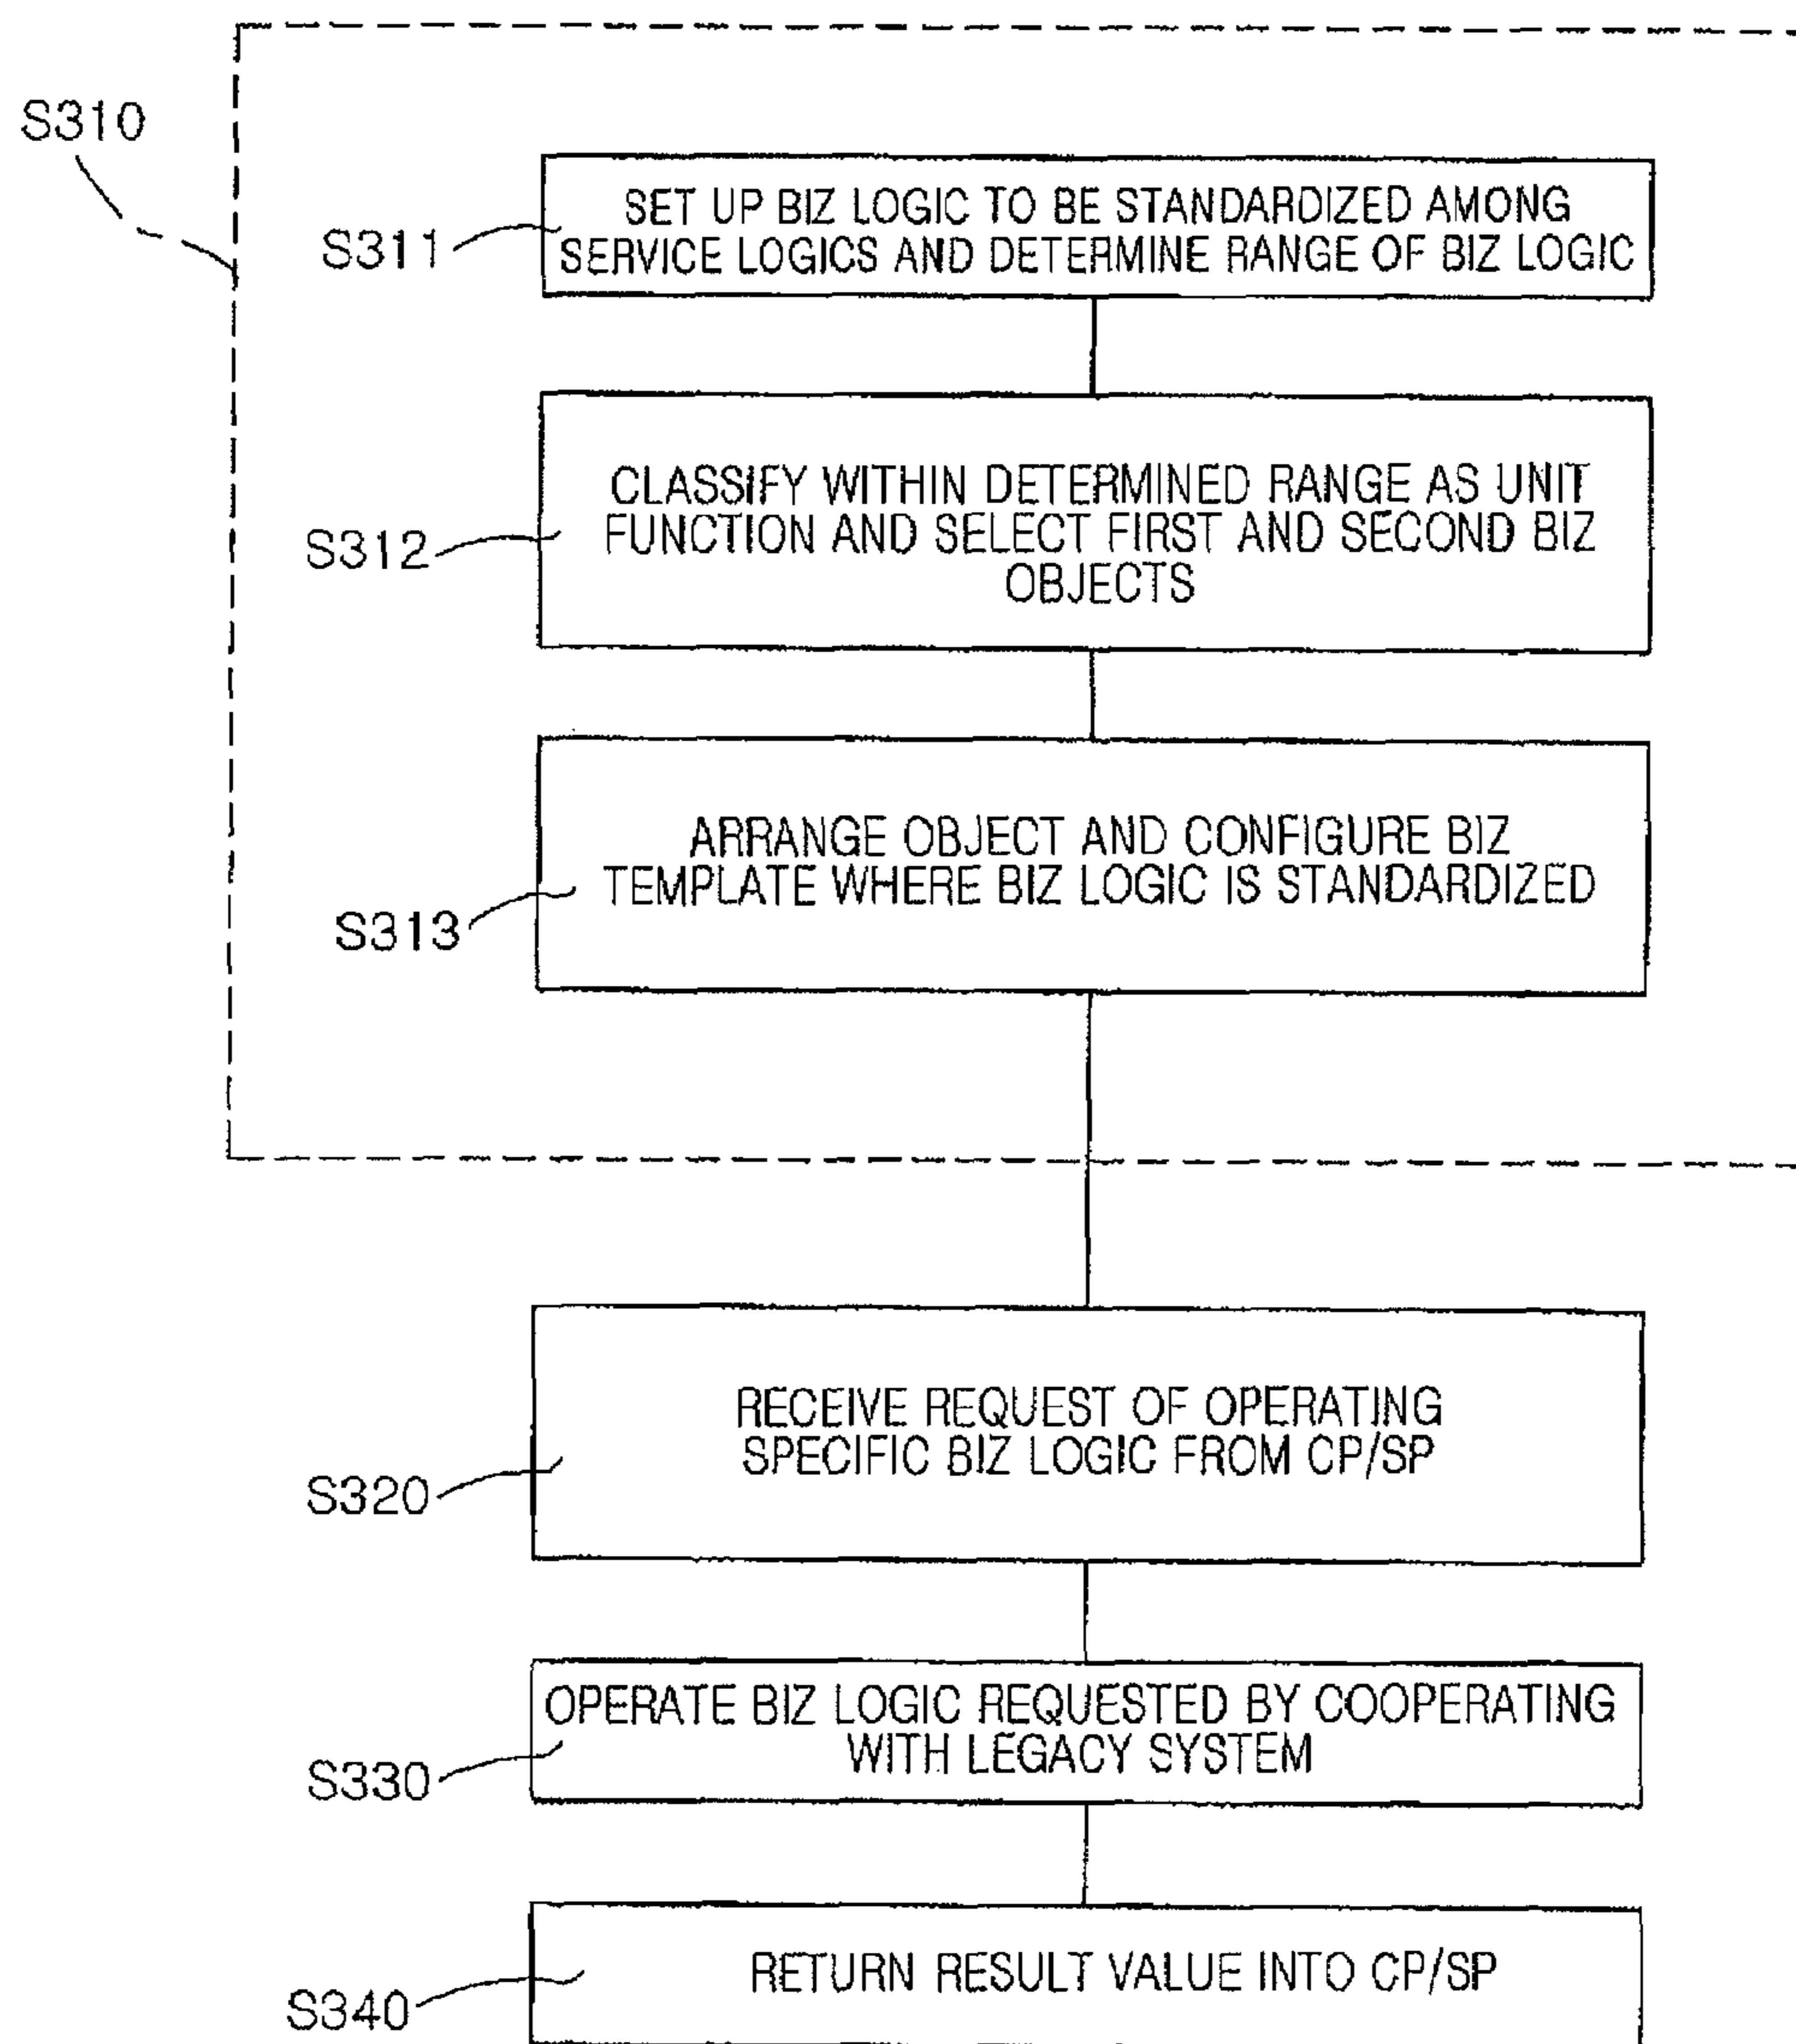 S310
S311
SET UP BIZ LOGIC TO BE STANDARDIZED AMONG
SERVICE LOGICS AND DETERMINE RANGE OF BIZ LOGIC
S312
CLASSIFY WITHIN DETERMINED RANGE AS UNIT
FUNCTION AND SELECT FIRST AND SECOND BIZ
OBJECTS
S313
ARRANGE OBJECT AND CONFIGURE BIZ
TEMPLATE WHERE BIZ LOGIC IS STANDARDIZED
S320
RECEIVE REQUEST OF OPERATING
SPECIFIC BIZ LOGIC FROM CP/SP
S330
OPERATE BIZ LOGIC REQUESTED BY COOPERATING
WITH LEGACY SYSTEM
S340
RETURN RESULT VALUE INTO CP/SP